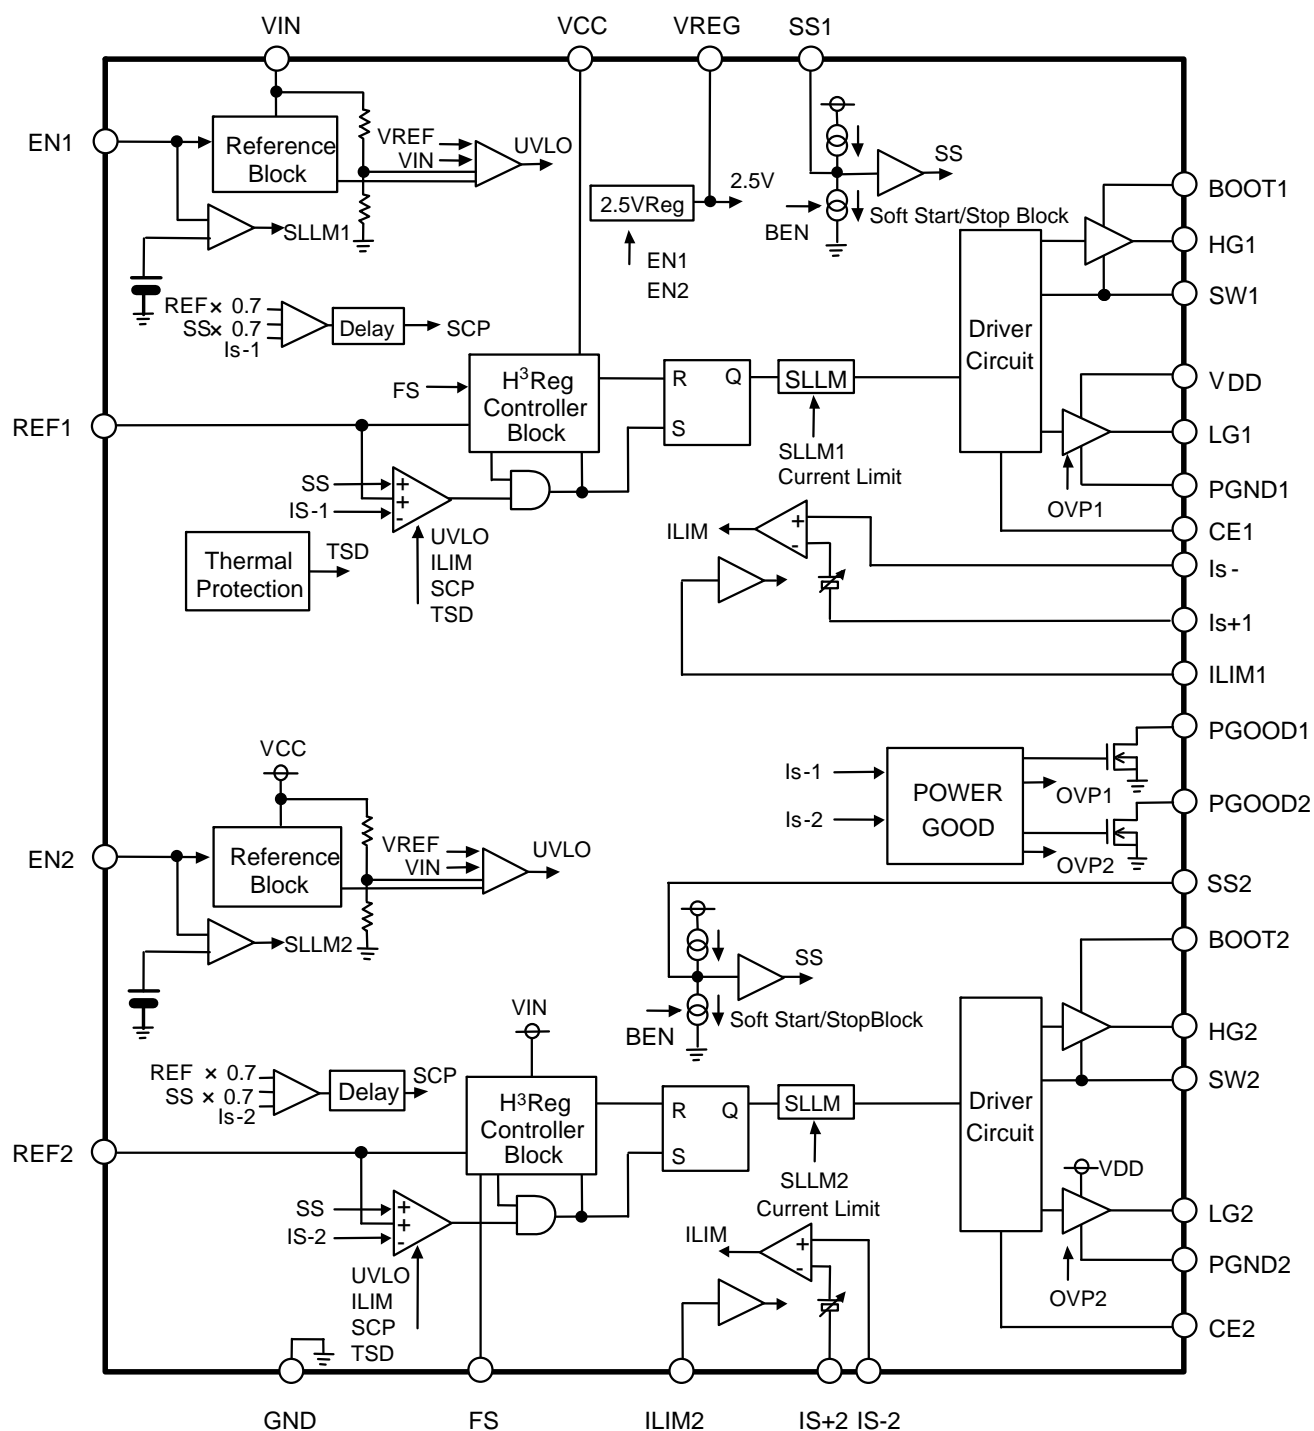 VIN
VCC
VREG
SS1
EN1
Reference
Block
VREF
VIN
UVLO
SLLM1
2.5VReg
2.5V
EN1
EN2
SS
BEN
Soft Start/Stop Block
BOOT1
HG1
SW1
VDD
LG1
PGND1
CE1
Is-
Is+1
ILIM1
REF× 0.7
SS× 0.7
Is-1
Delay
SCP
FS
H³Reg
Controller
Block
R
Q
S
SLLM
SLLM1
Current Limit
Driver
Circuit
OVP1
REF1
SS
IS-1
+
+
-
UVLO
ILIM
SCP
TSD
Thermal
Protection
TSD
ILIM
+
-
PGOOD1
PGOOD2
Is-1
Is-2
POWER
GOOD
OVP1
OVP2
VCC
EN2
Reference
Block
VREF
VIN
UVLO
SLLM2
SS2
SS
BEN
Soft Start/StopBlock
BOOT2
HG2
SW2
LG2
PGND2
CE2
VIN
REF × 0.7
SS × 0.7
Is-2
Delay
SCP
H³Reg
Controller
Block
R
Q
S
SLLM
SLLM2
Current Limit
Driver
Circuit
VDD
OVP2
REF2
SS
IS-2
+
+
-
UVLO
ILIM
SCP
TSD
ILIM
+
-
GND
FS
ILIM2
IS+2
IS-2